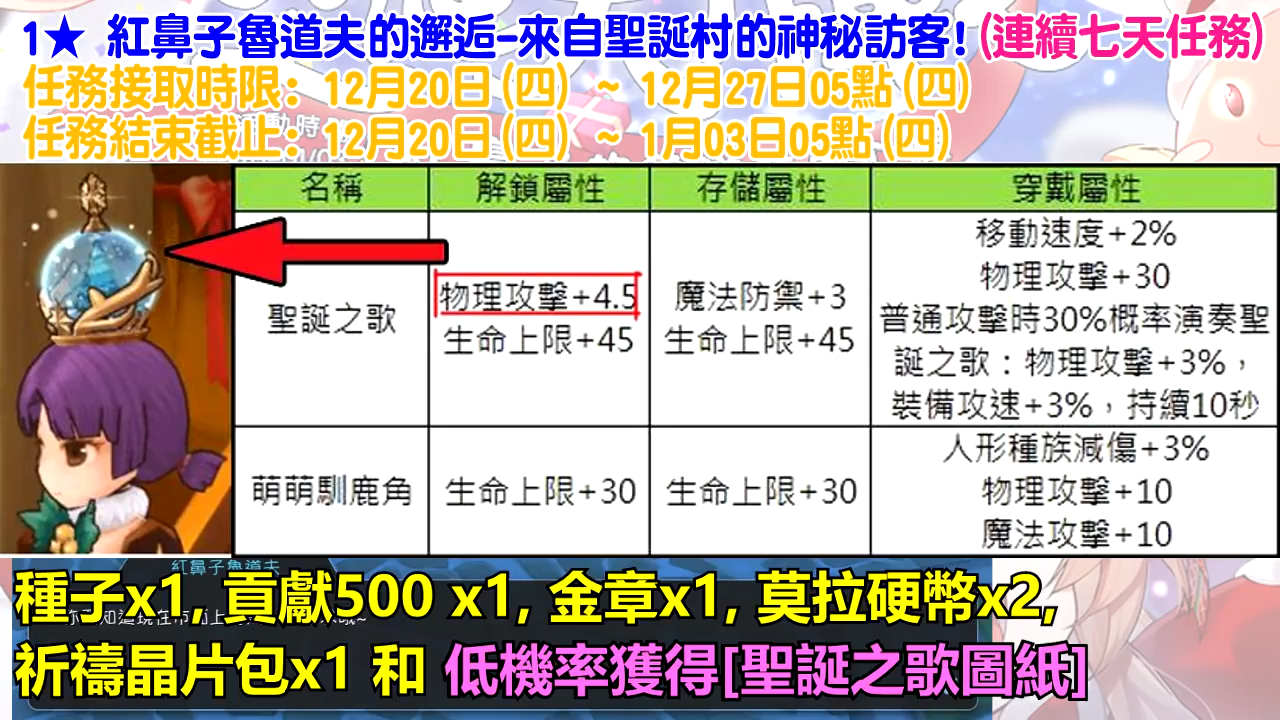 1★ 紅鼻子魯道夫的邂逅-來自聖誕村的神秘訪客!(連續七天任務)
任務接取時限: 12月20日(四) ~ 12月27日05點(四)
任務結束截止: 12月20日(四) ~ 1月03日05點(四)
名稱 解鎖屬性 存儲屬性 穿戴屬性
聖誕之歌
物理攻擊+4.5
生命上限+45
魔法防禦+3
生命上限+45
移動速度+2%
物理攻擊+30
普通攻擊時30%概率演奏聖
誕之歌：物理攻擊+3%，
裝備攻速+3%，持續10秒
萌萌馴鹿角 生命上限+30 生命上限+30
人形種族減傷+3%
物理攻擊+10
魔法攻擊+10
紅鼻子魯道夫
種子x1, 貢獻500 x1, 金章x1, 莫拉硬幣x2,
祈禱晶片包x1 和 低機率獲得[聖誕之歌圖紙]